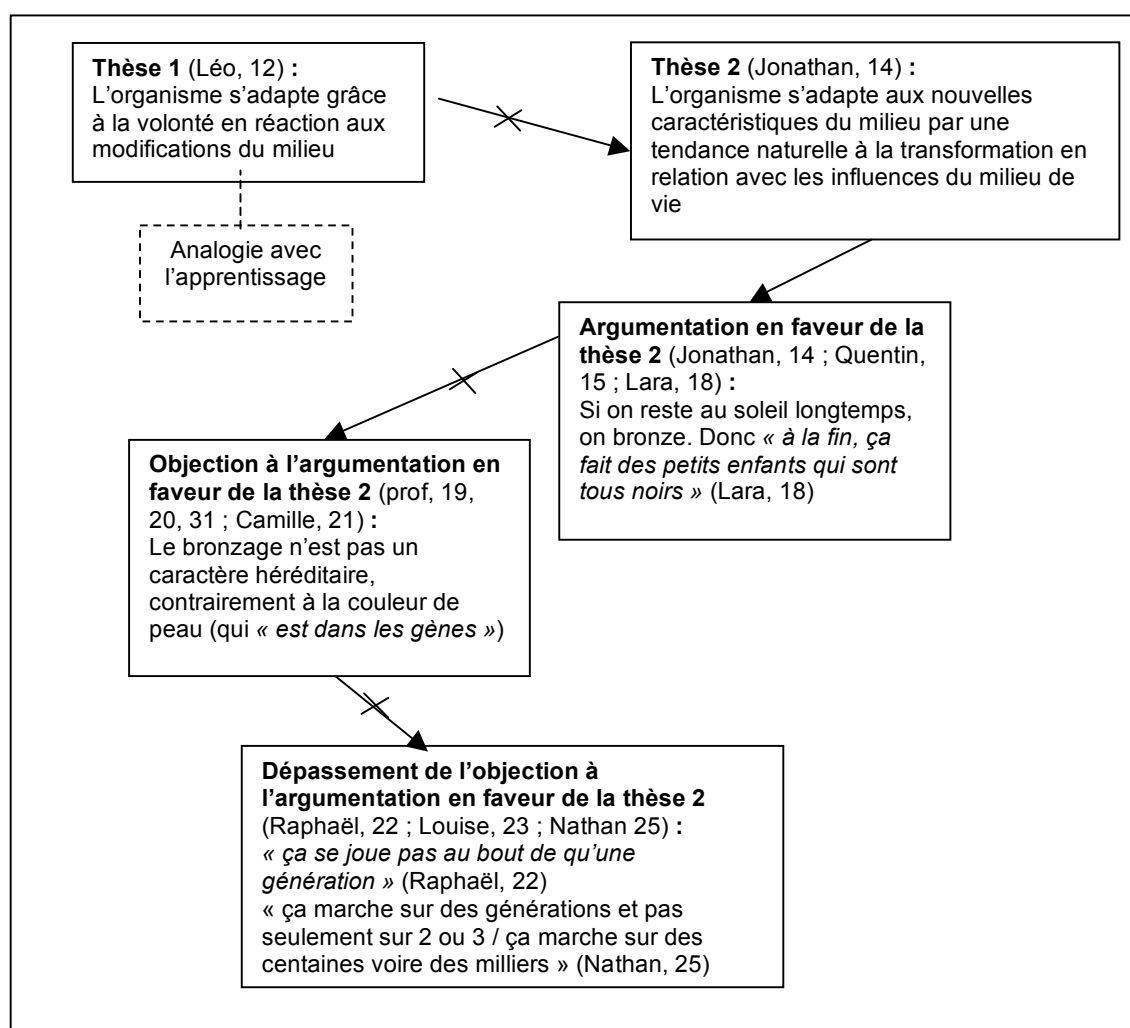 Thèse 1 (Léo, 12) :
L'organisme s'adapte grâce
à la volonté en réaction aux
modifications du milieu
Analogie avec
l'apprentissage
Thèse 2 (Jonathan, 14) :
L'organisme s'adapte aux nouvelles
caractéristiques du milieu par une
tendance naturelle à la transformation en
relation avec les influences du milieu de
vie
Argumentation en faveur de la
thèse 2 (Jonathan, 14 ; Quentin,
15 ; Lara, 18) :
Si on reste au soleil longtemps,
on bronze. Donc « à la fin, ça
fait des petits enfants qui sont
tous noirs » (Lara, 18)
Objection à l'argumentation en
faveur de la thèse 2 (prof, 19,
20, 31 ; Camille, 21) :
Le bronzage n'est pas un
caractère héréditaire,
contrairement à la couleur de
peau (qui « est dans les gènes »)
Dépassement de l'objection à
l'argumentation en faveur de la thèse 2
(Raphaël, 22 ; Louise, 23 ; Nathan 25) :
« ça se joue pas au bout de qu'une
génération » (Raphaël, 22)
« ça marche sur des générations et pas
seulement sur 2 ou 3 / ça marche sur des
centaines voire des milliers » (Nathan, 25)